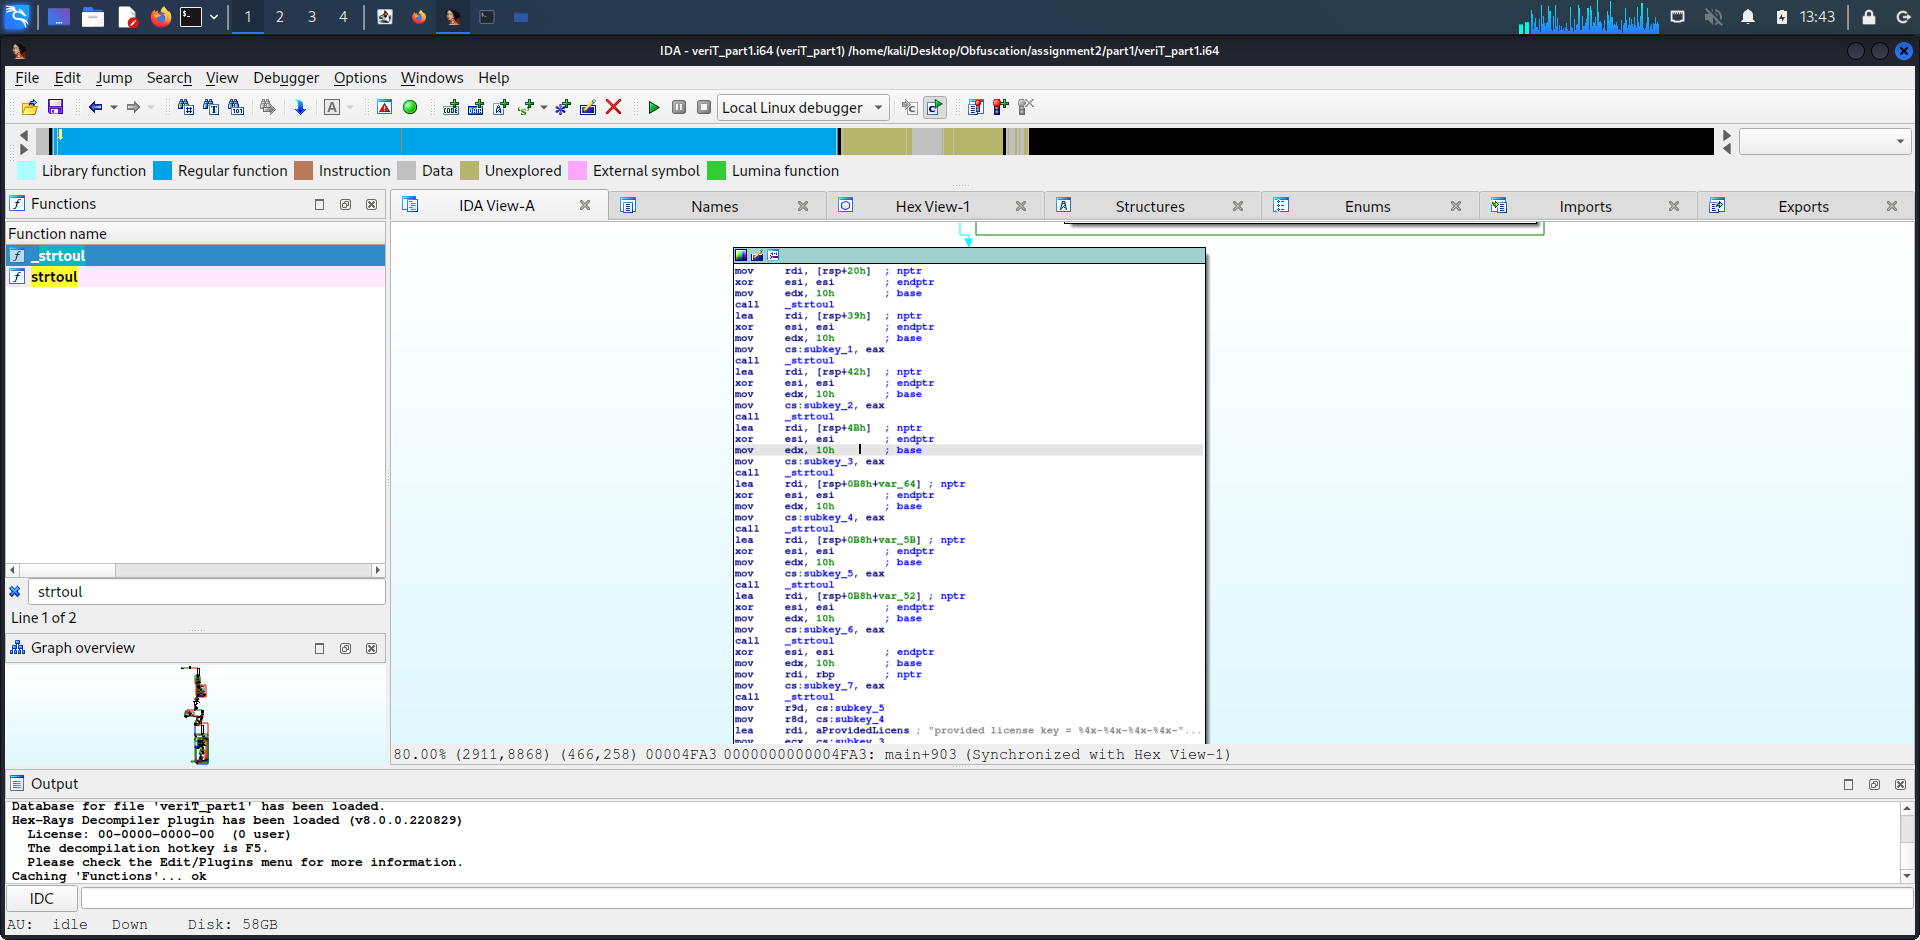 1 2 3 4 13:43
IDA - veriT_part1.i64 (veriT_part1) /home/kali/Desktop/Obfuscation/assignment2/part1/veriT_part1.i64
File Edit Jump Search View Debugger Options Windows Help
Local Linux debugger
Library function Regular function Instruction Data Unexplored External symbol Lumina function
Functions
IDA View-A Names Hex View-1 Structures Enums Imports Exports
Function name
_strtoul
strtoul
mov rdi, [rsp+20h] ; nptr
xor esi, esi ; endptr
mov edx, 10h ; base
call _strtoul
lea rdi, [rsp+39h] ; nptr
xor esi, esi ; endptr
mov edx, 10h ; base
mov cs:subkey_1, eax
call _strtoul
lea rdi, [rsp+42h] ; nptr
xor esi, esi ; endptr
mov edx, 10h ; base
mov cs:subkey_2, eax
call _strtoul
lea rdi, [rsp+4Bh] ; nptr
xor esi, esi ; endptr
mov edx, 10h ; base
mov cs:subkey_3, eax
call _strtoul
lea rdi, [rsp+0B8h+var_64] ; nptr
xor esi, esi ; endptr
mov edx, 10h ; base
mov cs:subkey_4, eax
call _strtoul
lea rdi, [rsp+0B8h+var_5B] ; nptr
xor esi, esi ; endptr
mov edx, 10h ; base
mov cs:subkey_5, eax
call _strtoul
lea rdi, [rsp+0B8h+var_52] ; nptr
xor esi, esi ; endptr
mov edx, 10h ; base
mov cs:subkey_6, eax
call _strtoul
xor esi, esi ; endptr
mov edx, 10h ; base
mov rdi, rbp ; nptr
mov cs:subkey_7, eax
call _strtoul
mov r9d, cs:subkey_5
mov r8d, cs:subkey_4
lea rdi, aProvidedLicens ; "provided license key = %4x-%4x-%4x-%4x-"...
mov ecx, cs:subkey_3
strtoul
Line 1 of 2
Graph overview
80.00% (2911,8868) (466,258) 00004FA3 0000000000004FA3: main+903 (Synchronized with Hex View-1)
Output
Database for file 'veriT_part1' has been loaded.
Hex-Rays Decompiler plugin has been loaded (v8.0.0.220829)
License: 00-0000-0000-00 (0 user)
The decompilation hotkey is F5.
Please check the Edit/Plugins menu for more information.
Caching 'Functions'... ok
IDC
AU: idle Down Disk: 58GB